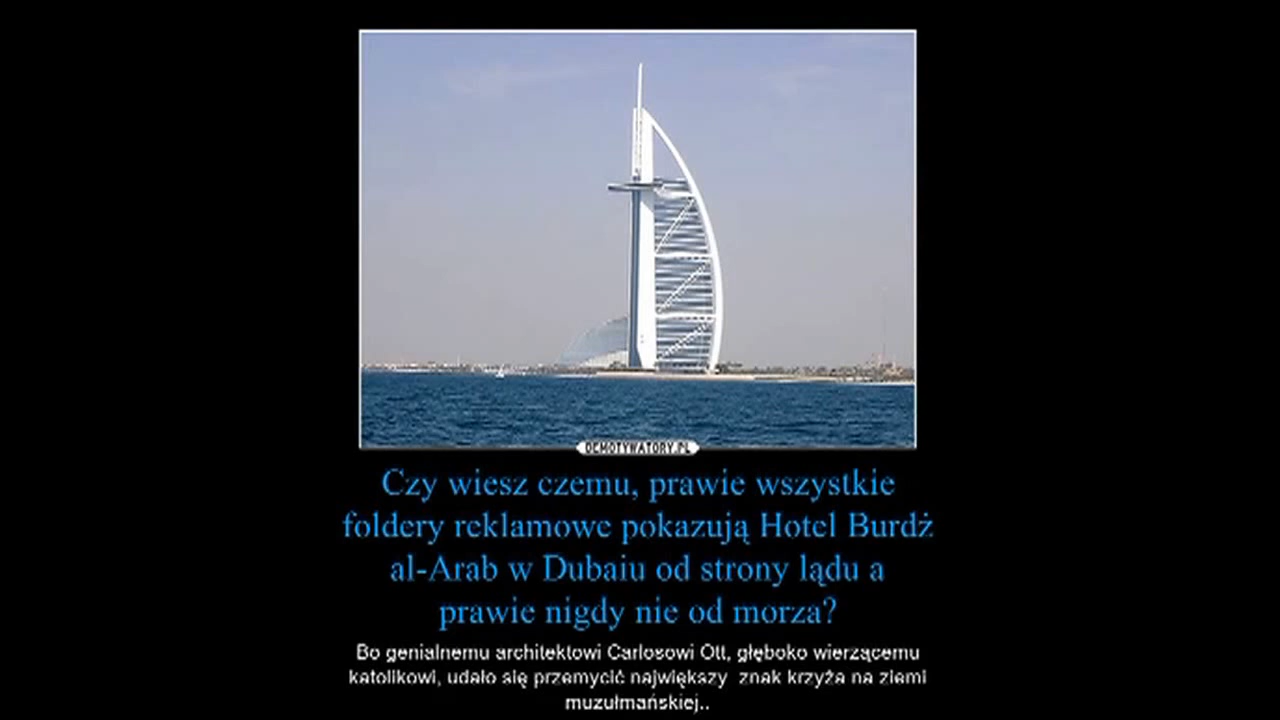 DEMOTYWATORY.PL
Czy wiesz czemu, prawie wszystkie
foldery reklamowe pokazują Hotel Burdż
al-Arab w Dubaiu od strony lądu a
prawie nigdy nie od morza?
Bo genialnemu architektowi Carlosowi Ott, głęboko wierzącemu
katolikowi, udało się przemycić największy znak krzyża na ziemi
muzułmańskiej..